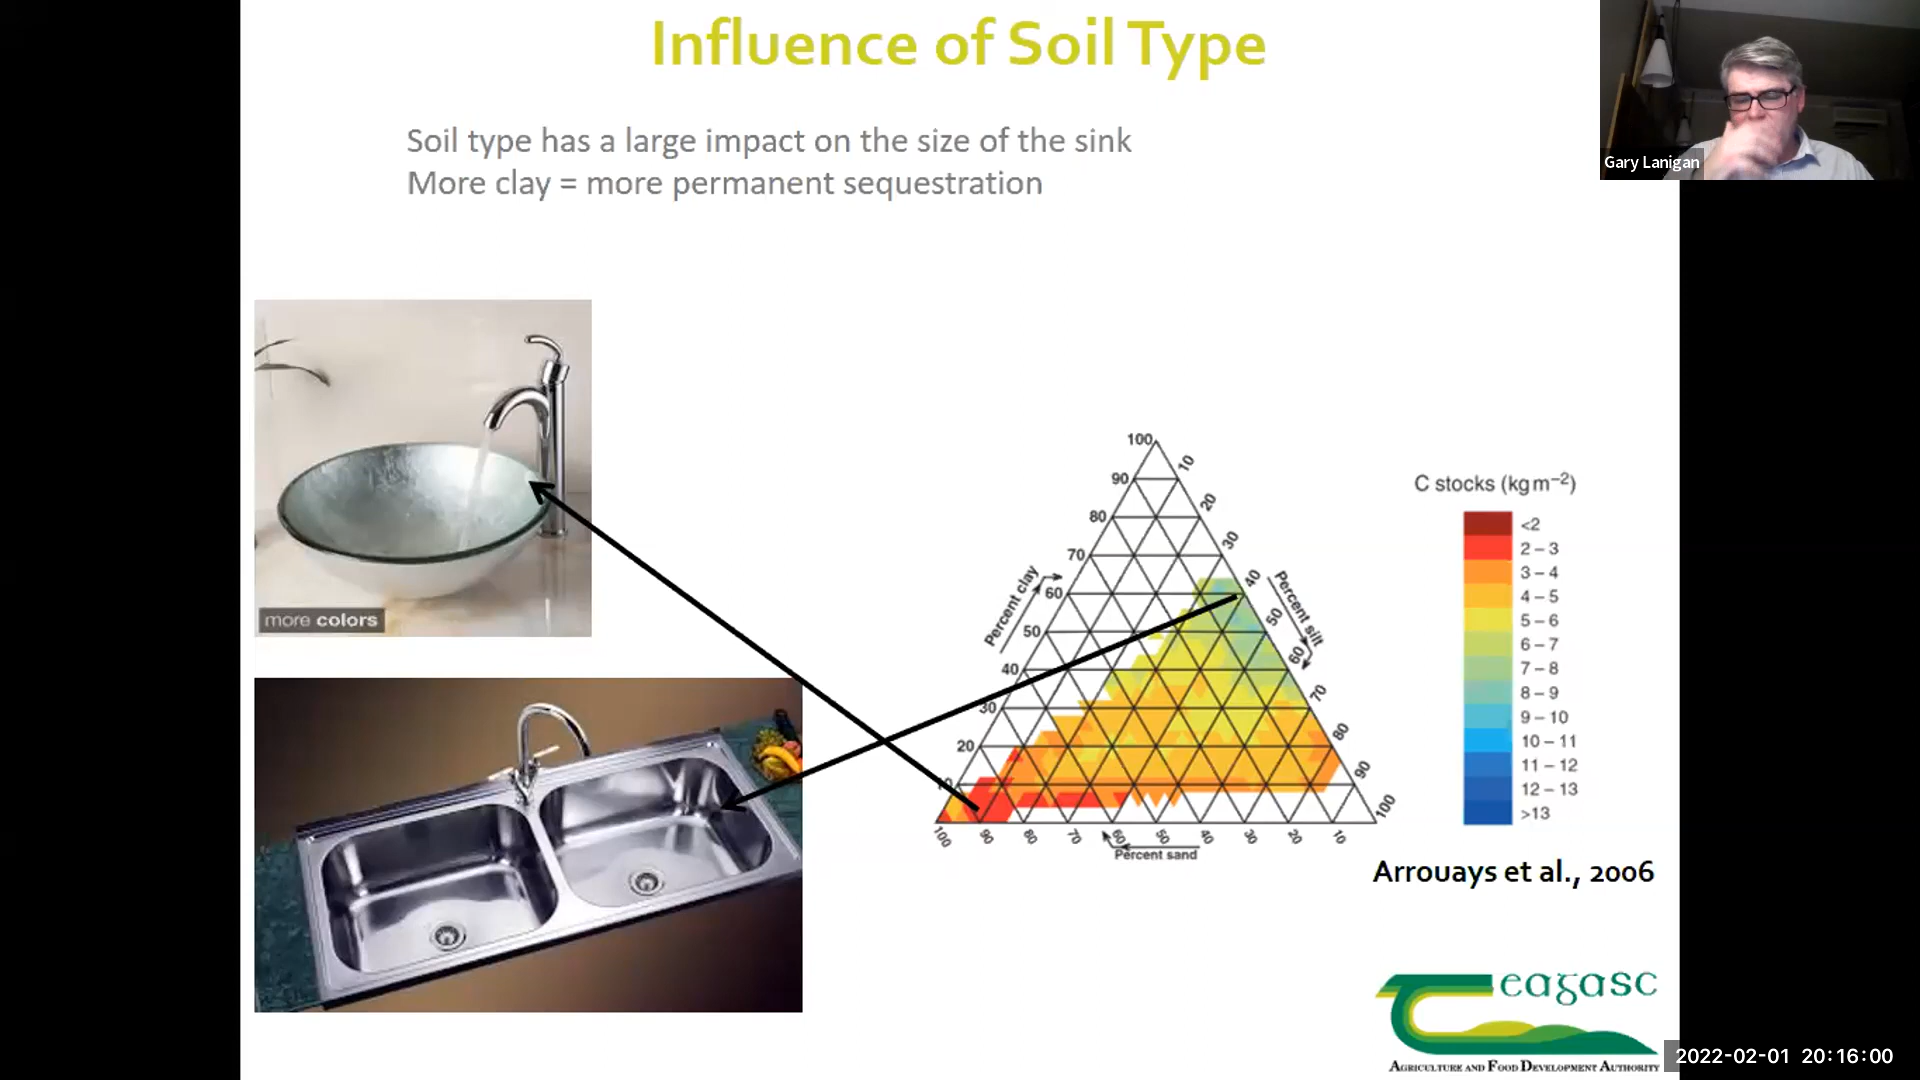 Influence of Soil Type
Soil type has a large impact on the size of the sink
More clay = more permanent sequestration
Gary Lanigan
more colors
100
90
80
70
60
50
40
30
20
10
Percent clay
10
20
30
40
50
60
70
80
90
100
Percent silt
100
90
80
70
60
50
40
30
20
10
Percent sand
C stocks (kg m–2)
<2
2 – 3
3 – 4
4 – 5
5 – 6
6 – 7
7 – 8
8 – 9
9 – 10
10 – 11
11 – 12
12 – 13
>13
Arrouays et al., 2006
eagasc
AGRICULTURE AND FOOD DEVELOPMENT AUTHORITY
2022-02-01 20:16:00